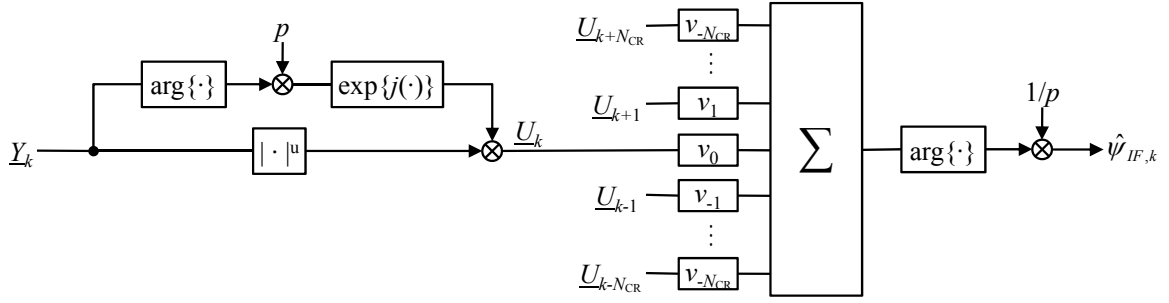 p
arg{·}
exp{j(·)}
Y_k
| · |ᵘ
U_k
U_{k+N_CR}
v_{-N_CR}
⋮
U_{k+1}
v_1
v_0
U_{k-1}
v_{-1}
⋮
U_{k-N_CR}
v_{-N_CR}
∑
arg{·}
1/p
ψ̂_{IF,k}